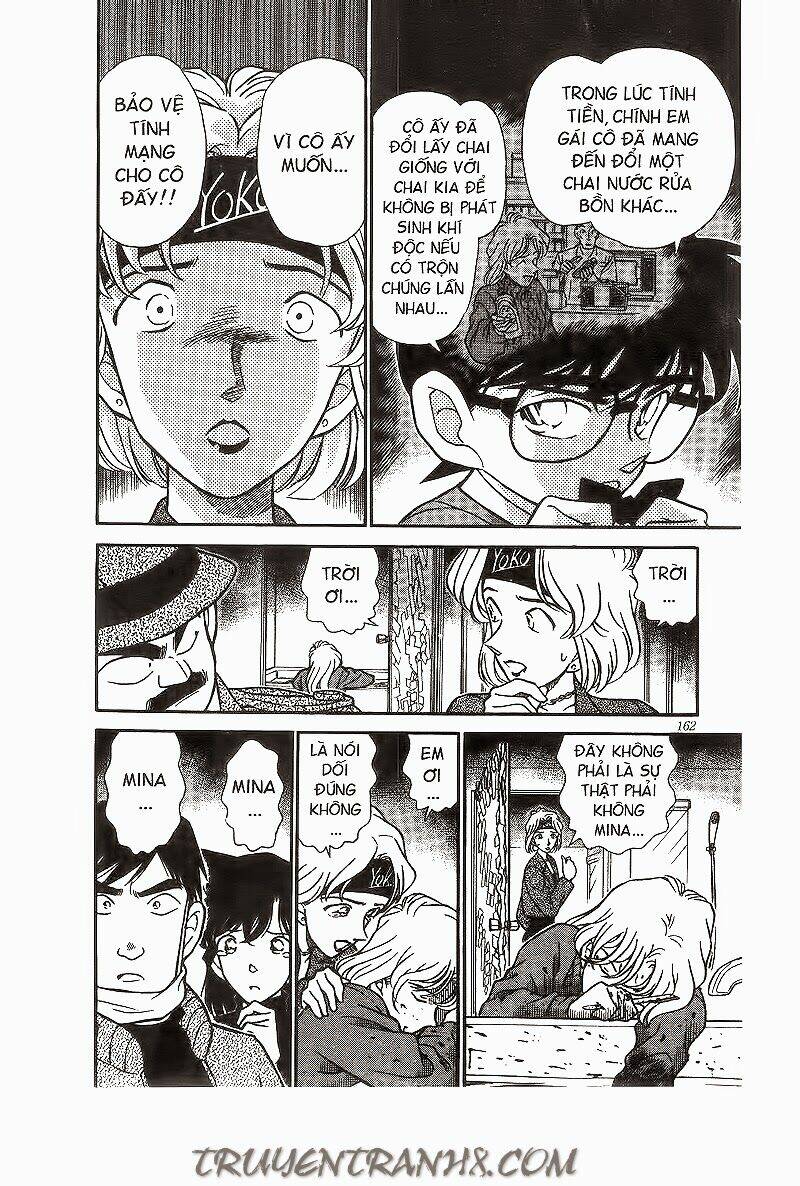 TRONG LÚC TÍNH
TIỀN, CHÍNH EM
GÁI CÔ ĐÃ MANG
ĐẾN ĐỔI MỘT
CHAI NƯỚC RỬA
BỒN KHÁC...
CÔ ẤY ĐÃ
ĐỔI LẤY CHAI
GIỐNG VỚI
CHAI KIA ĐỂ
KHÔNG BỊ PHÁT
SINH KHÍ
ĐỘC NẾU
CÓ TRỘN
CHÚNG LẪN
NHAU...
VÌ CÔ ẤY
MUỐN...
BẢO VỆ
TÍNH
MẠNG
CHO CÔ
ĐẤY!!
YOKO
TRỜI
...
YOKO
TRỜI
ƠI...
162
ĐÂY KHÔNG
PHẢI LÀ SỰ
THẬT PHẢI
KHÔNG
MINA...
EM
ƠI
...
LÀ NÓI
DỐI
ĐÚNG
KHÔNG
...
YOKO
MINA
...
MINA
...
TRUYENTRANH8.COM